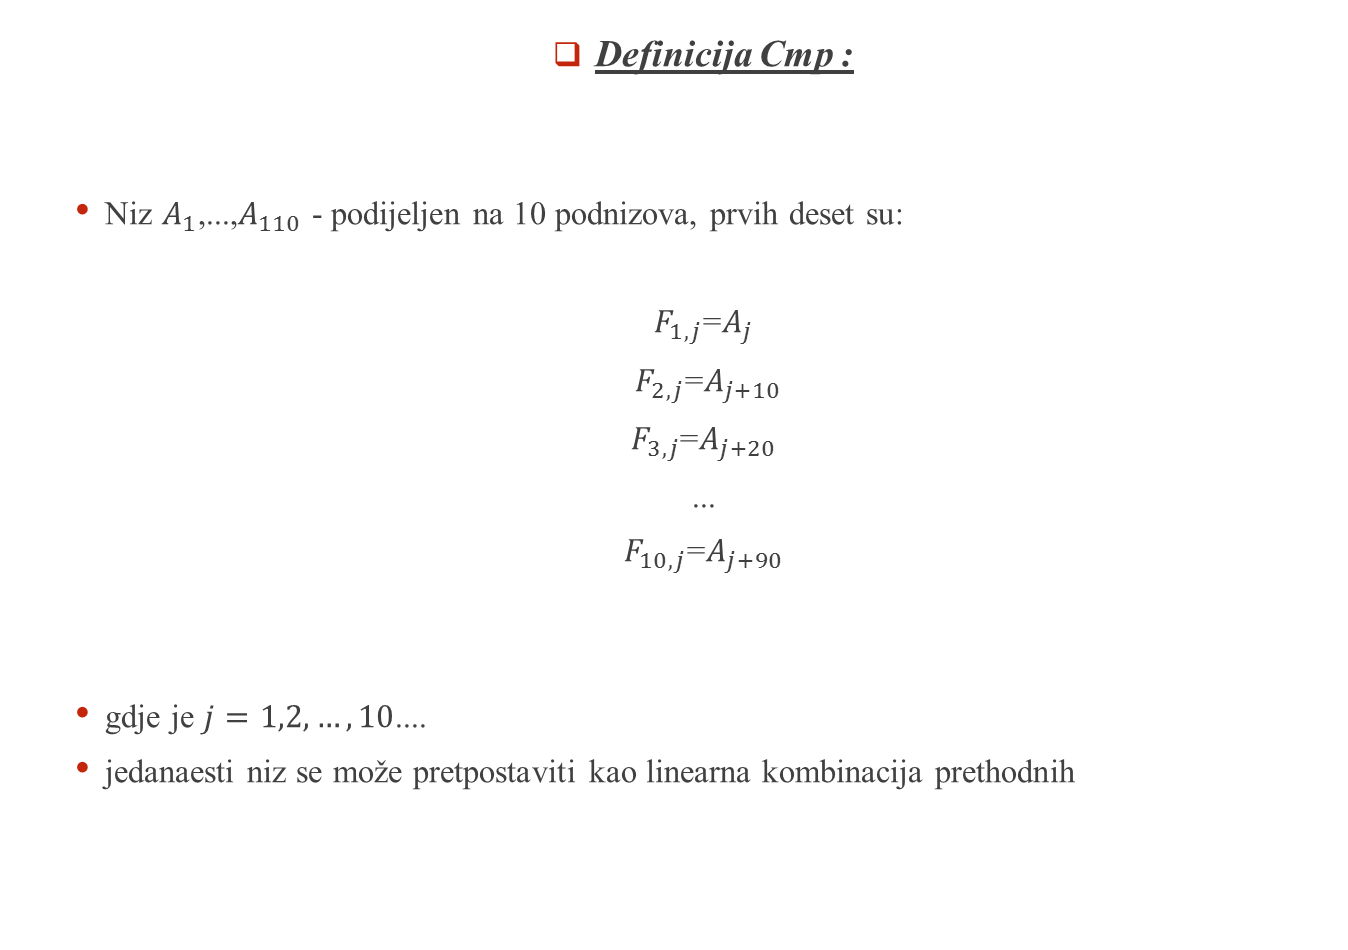 Definicija Cmp :
Niz A₁,...,A₁₁₀ - podijeljen na 10 podnizova, prvih deset su:
F₁,ⱼ=Aⱼ
F₂,ⱼ=Aⱼ₊₁₀
F₃,ⱼ=Aⱼ₊₂₀
...
F₁₀,ⱼ=Aⱼ₊₉₀
gdje je j = 1,2, … , 10....
jedanaesti niz se može pretpostaviti kao linearna kombinacija prethodnih